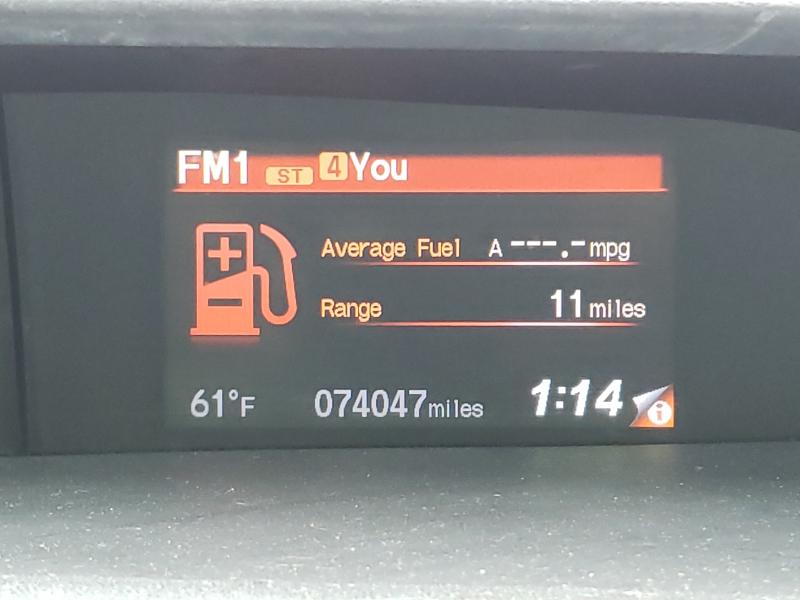 FM1 ST 4 You
Average Fuel A ---.- mpg
Range 11 miles
61°F 074047 miles 1:14 i